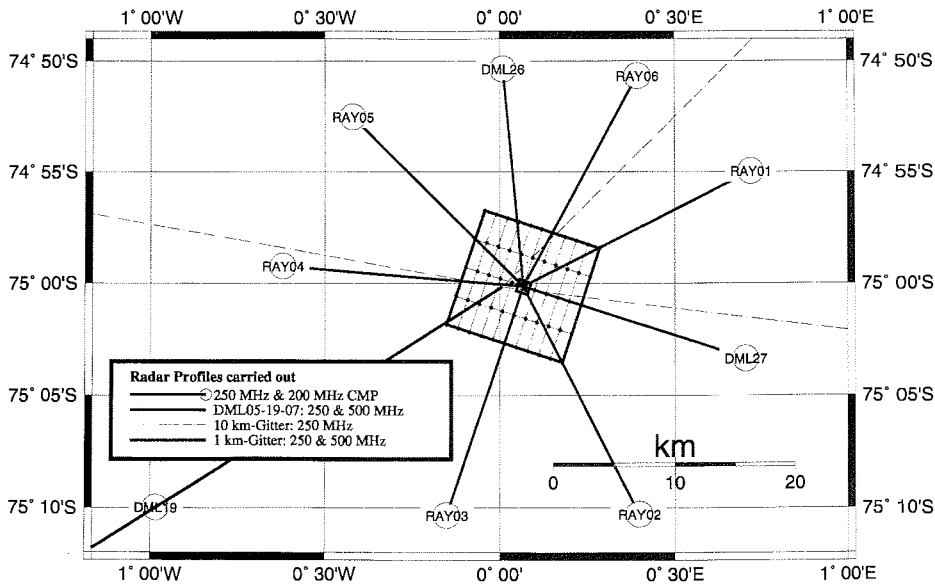 1° 00'W 0° 30'W 0° 00' 0° 30'E 1° 00'E
74° 50'S DML26 RAY06 74° 50'S
RAY05
74° 55'S RAY01 74° 55'S
RAY04
75° 00'S 75° 00'S
DML27
Radar Profiles carried out
250 MHz & 200 MHz CMP
DML05-19-07: 250 & 500 MHz
10 km-Gitter: 250 MHz
1 km-Gitter: 250 & 500 MHz
75° 05'S 75° 05'S
km
0 10 20
75° 10'S DML19 RAY03 RAY02 75° 10'S
1° 00'W 0° 30'W 0° 00' 0° 30'E 1° 00'E